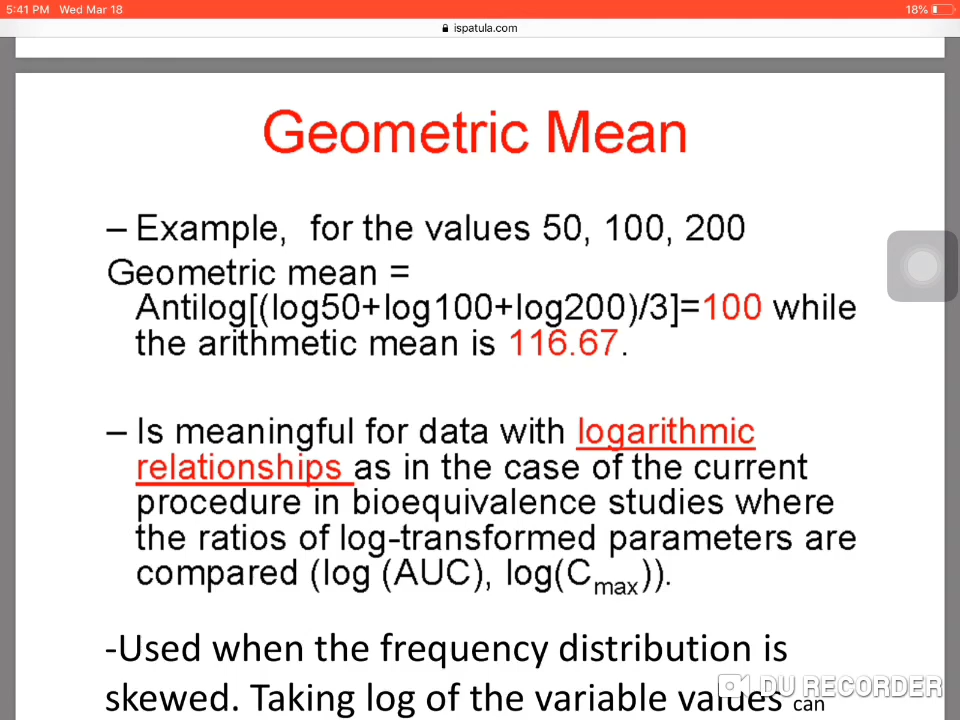 5:41 PM Wed Mar 18
18%
ispatula.com
Geometric Mean
– Example, for the values 50, 100, 200
Geometric mean =
Antilog[(log50+log100+log200)/3]=100 while
the arithmetic mean is 116.67.
– Is meaningful for data with logarithmic
relationships as in the case of the current
procedure in bioequivalence studies where
the ratios of log-transformed parameters are
compared (log (AUC), log(Cmax)).
-Used when the frequency distribution is
skewed. Taking log of the variable values can
DU RECORDER